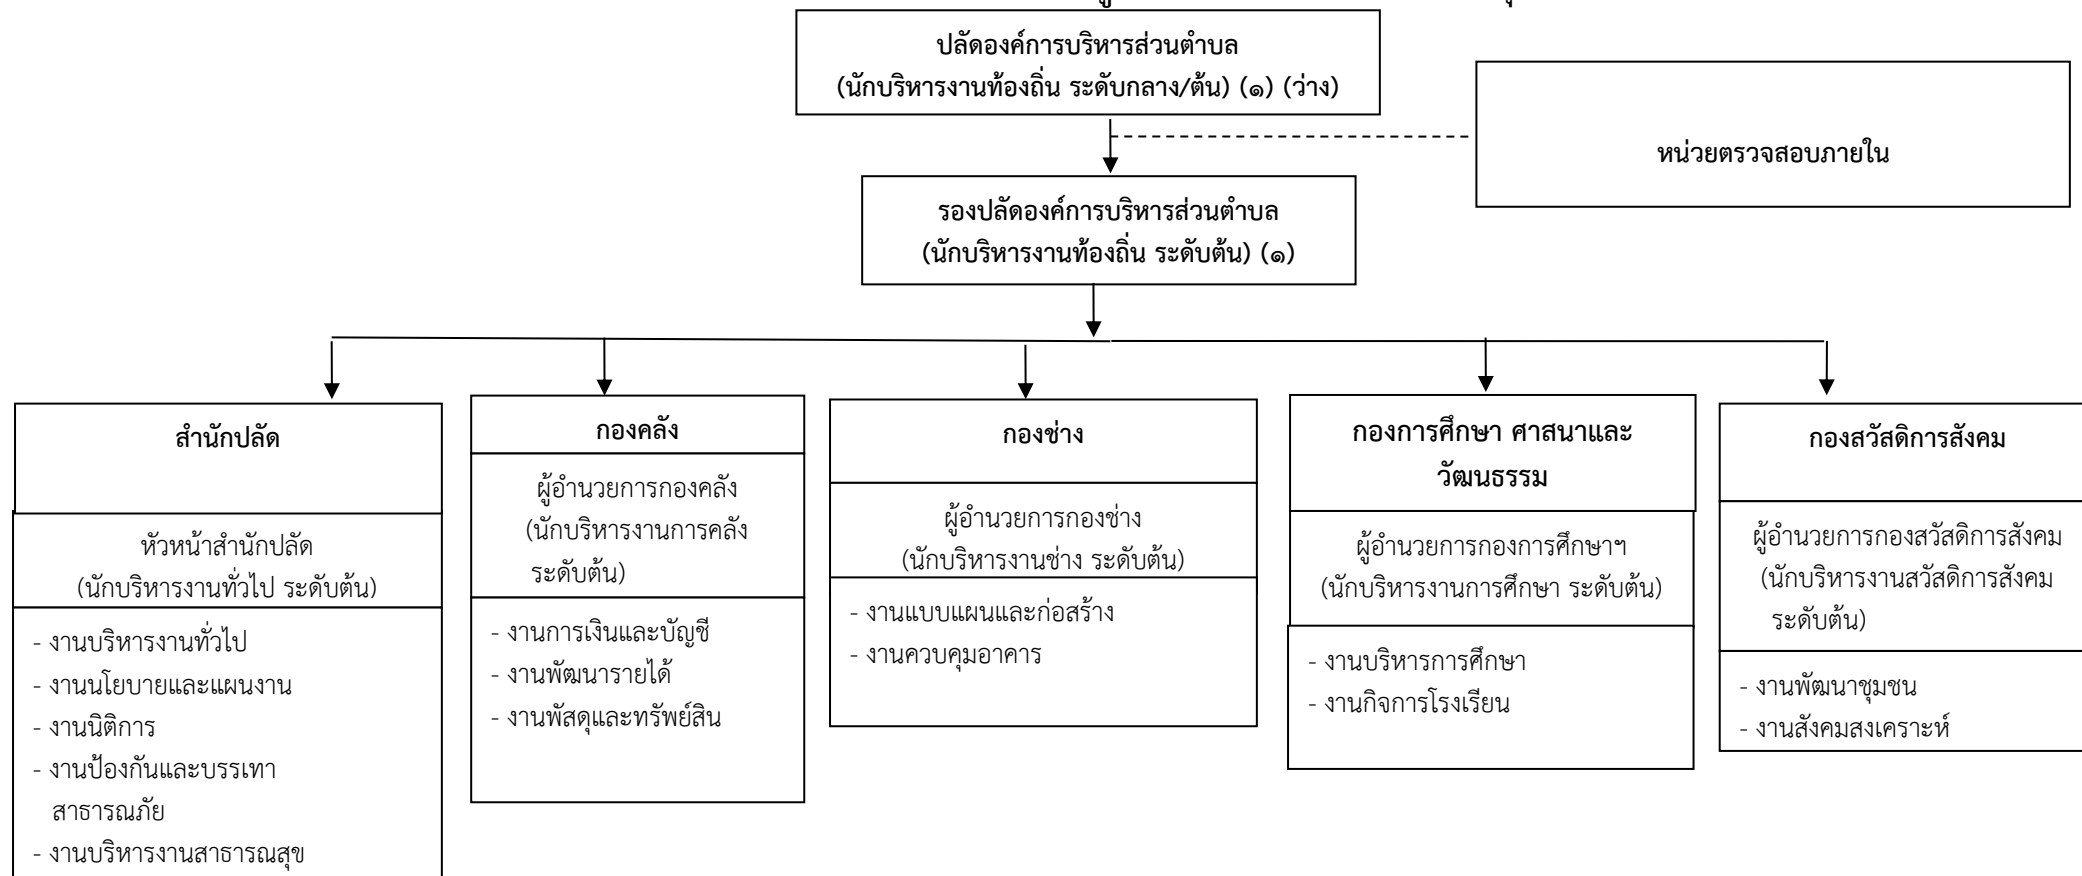 ปลัดองค์การบริหารส่วนตำบล
(นักบริหารงานท้องถิ่น ระดับกลาง/ต้น) (๑) (ว่าง)
หน่วยตรวจสอบภายใน
รองปลัดองค์การบริหารส่วนตำบล
(นักบริหารงานท้องถิ่น ระดับต้น) (๑)
สำนักปลัด
หัวหน้าสำนักปลัด
(นักบริหารงานทั่วไป ระดับต้น)
- งานบริหารงานทั่วไป
- งานนโยบายและแผนงาน
- งานนิติการ
- งานป้องกันและบรรเทา
สาธารณภัย
- งานบริหารงานสาธารณสุข
กองคลัง
ผู้อำนวยการกองคลัง
(นักบริหารงานการคลัง
ระดับต้น)
- งานการเงินและบัญชี
- งานพัฒนารายได้
- งานพัสดุและทรัพย์สิน
กองช่าง
ผู้อำนวยการกองช่าง
(นักบริหารงานช่าง ระดับต้น)
- งานแบบแผนและก่อสร้าง
- งานควบคุมอาคาร
กองการศึกษา ศาสนาและ
วัฒนธรรม
ผู้อำนวยการกองการศึกษาฯ
(นักบริหารงานการศึกษา ระดับต้น)
- งานบริหารการศึกษา
- งานกิจการโรงเรียน
กองสวัสดิการสังคม
ผู้อำนวยการกองสวัสดิการสังคม
(นักบริหารงานสวัสดิการสังคม
ระดับต้น)
- งานพัฒนาชุมชน
- งานสังคมสงเคราะห์